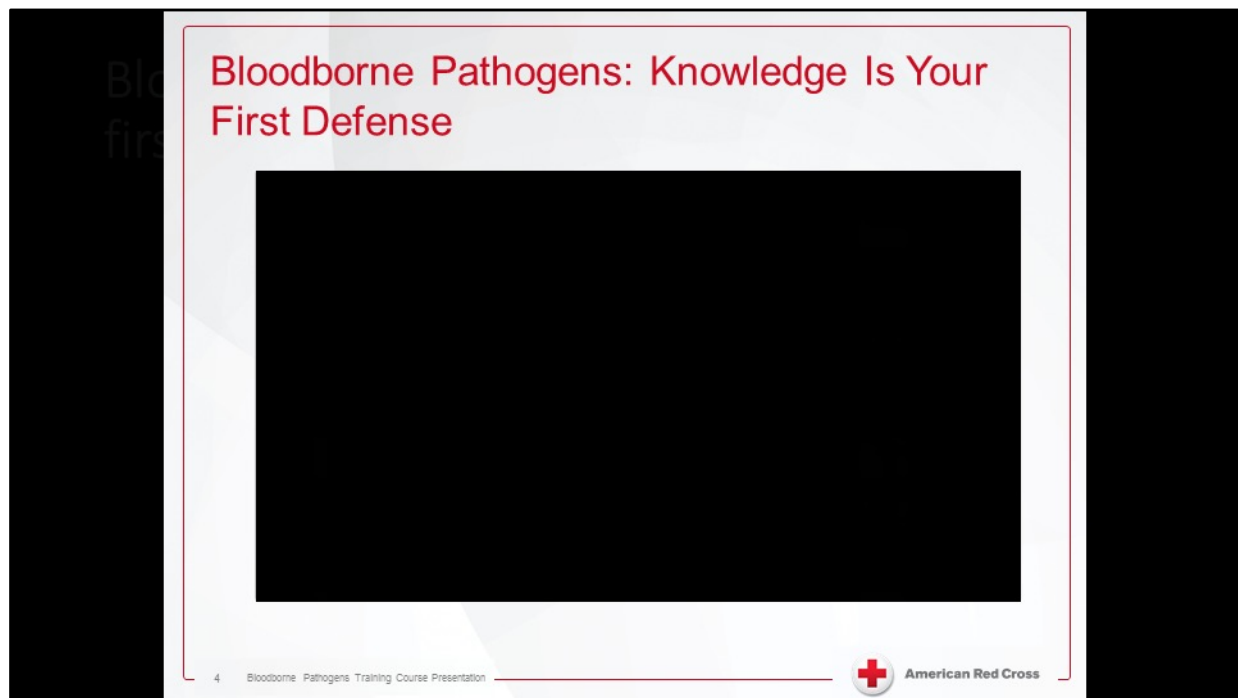 Bloodborne Pathogens: Knowledge Is Your
First Defense
4 Bloodborne Pathogens Training Course Presentation
American Red Cross